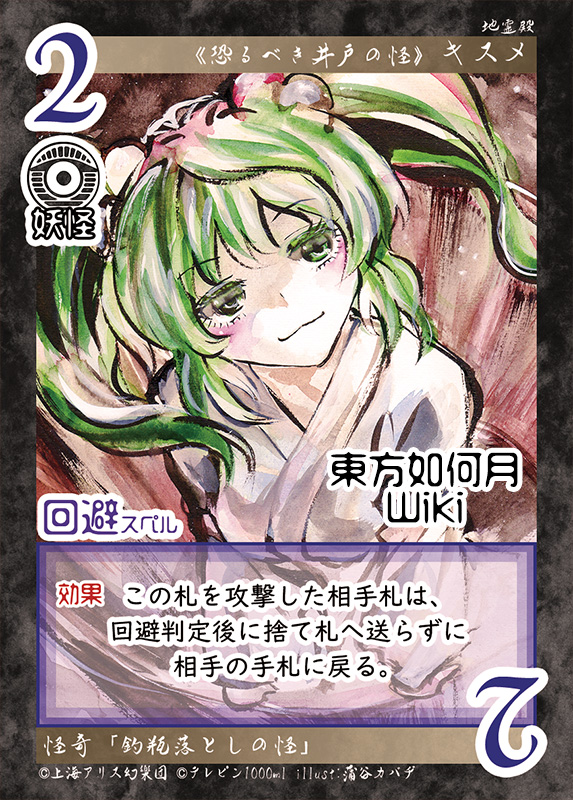 地霊殿
2
《恐るべき井戸の怪》 キスメ
妖怪
東方如何月
Wiki
回避スペル
効果 この札を攻撃した相手札は、
回避判定後に捨て札へ送らずに
相手の手札に戻る。
2
怪奇「釣瓶落としの怪」
©上海アリス幻樂団 ©テレピン1000ml illust:蒲谷カバヂ